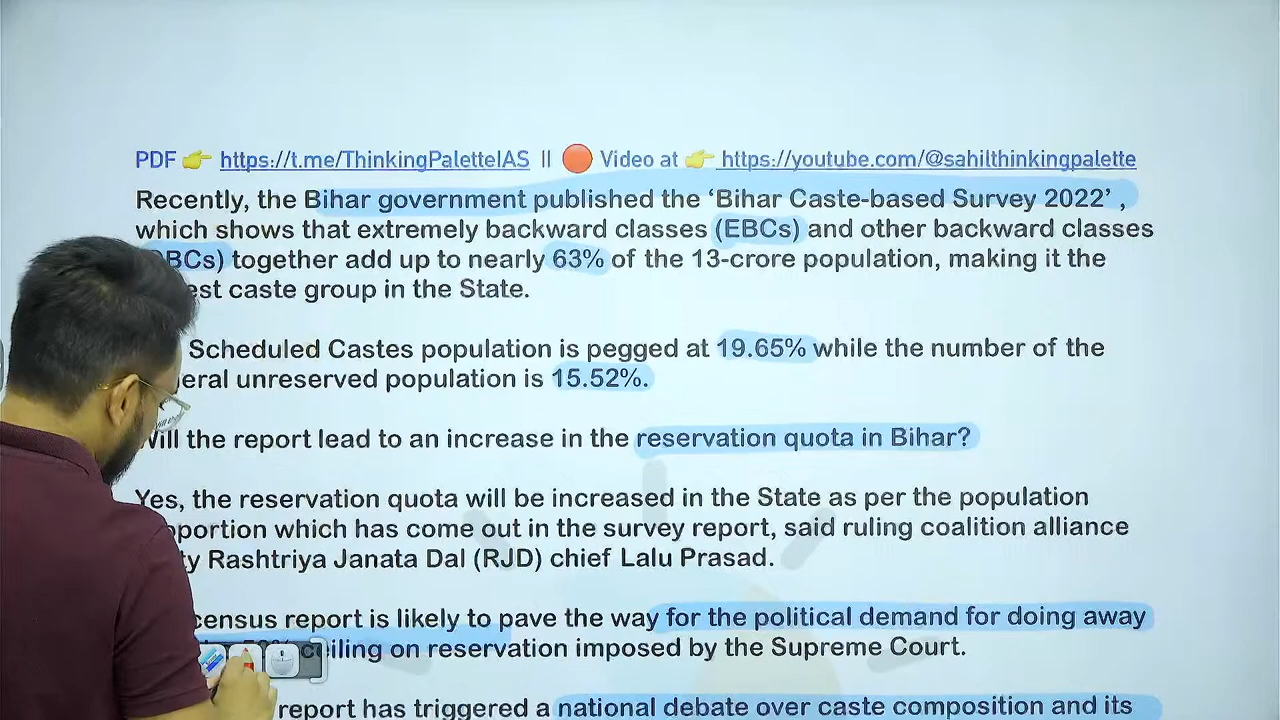 PDF 👉 https://t.me/ThinkingPaletteIAS || 🔴 Video at 👉 https://youtube.com/@sahilthinkingpalette
Recently, the Bihar government published the ‘Bihar Caste-based Survey 2022’ ,
which shows that extremely backward classes (EBCs) and other backward classes
BCs) together add up to nearly 63% of the 13-crore population, making it the
est caste group in the State.
Scheduled Castes population is pegged at 19.65% while the number of the
eral unreserved population is 15.52%.
Will the report lead to an increase in the reservation quota in Bihar?
Yes, the reservation quota will be increased in the State as per the population
oportion which has come out in the survey report, said ruling coalition alliance
ty Rashtriya Janata Dal (RJD) chief Lalu Prasad.
census report is likely to pave the way for the political demand for doing away
ceiling on reservation imposed by the Supreme Court.
report has triggered a national debate over caste composition and its